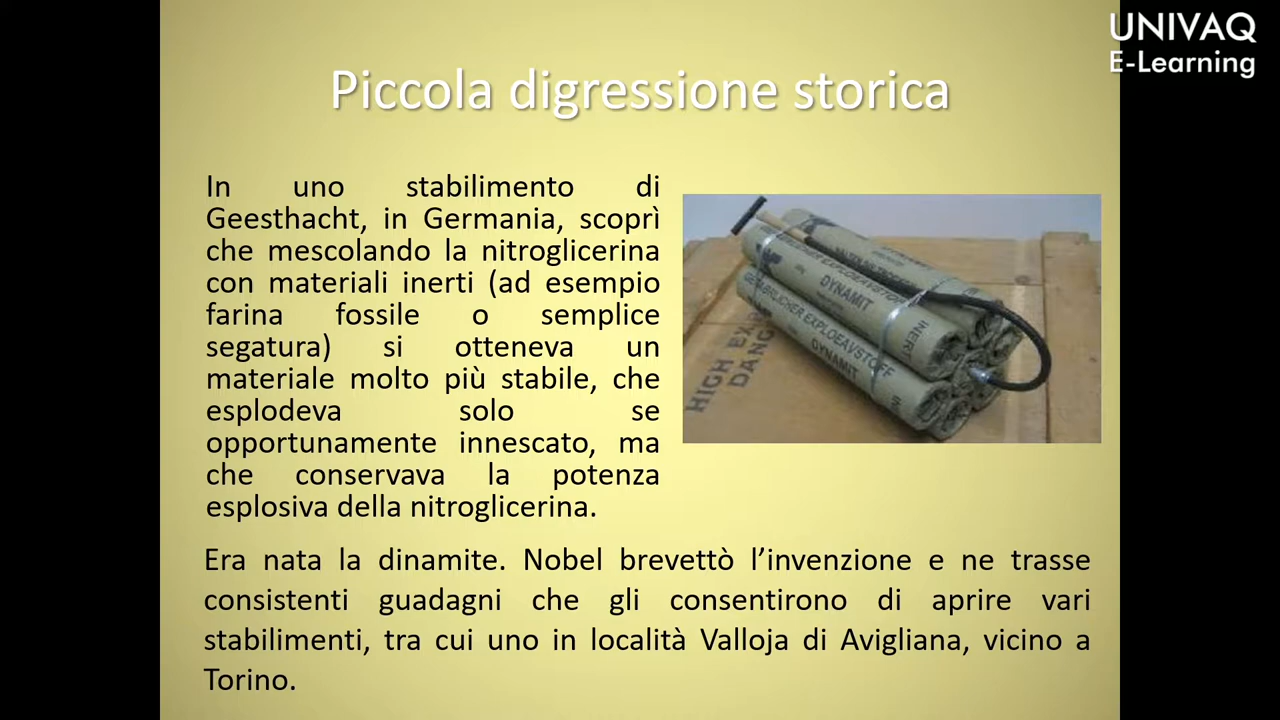 UNIVAQ
E-Learning
Piccola digressione storica
In uno stabilimento di
Geesthacht, in Germania, scoprì
che mescolando la nitroglicerina
con materiali inerti (ad esempio
farina fossile o semplice
segatura) si otteneva un
materiale molto più stabile, che
esplodeva solo se
opportunamente innescato, ma
che conservava la potenza
esplosiva della nitroglicerina.
DYNAMIT
DYNAMIT
INERT
HIGH EX
DANG
Era nata la dinamite. Nobel brevettò l’invenzione e ne trasse
consistenti guadagni che gli consentirono di aprire vari
stabilimenti, tra cui uno in località Valloja di Avigliana, vicino a
Torino.